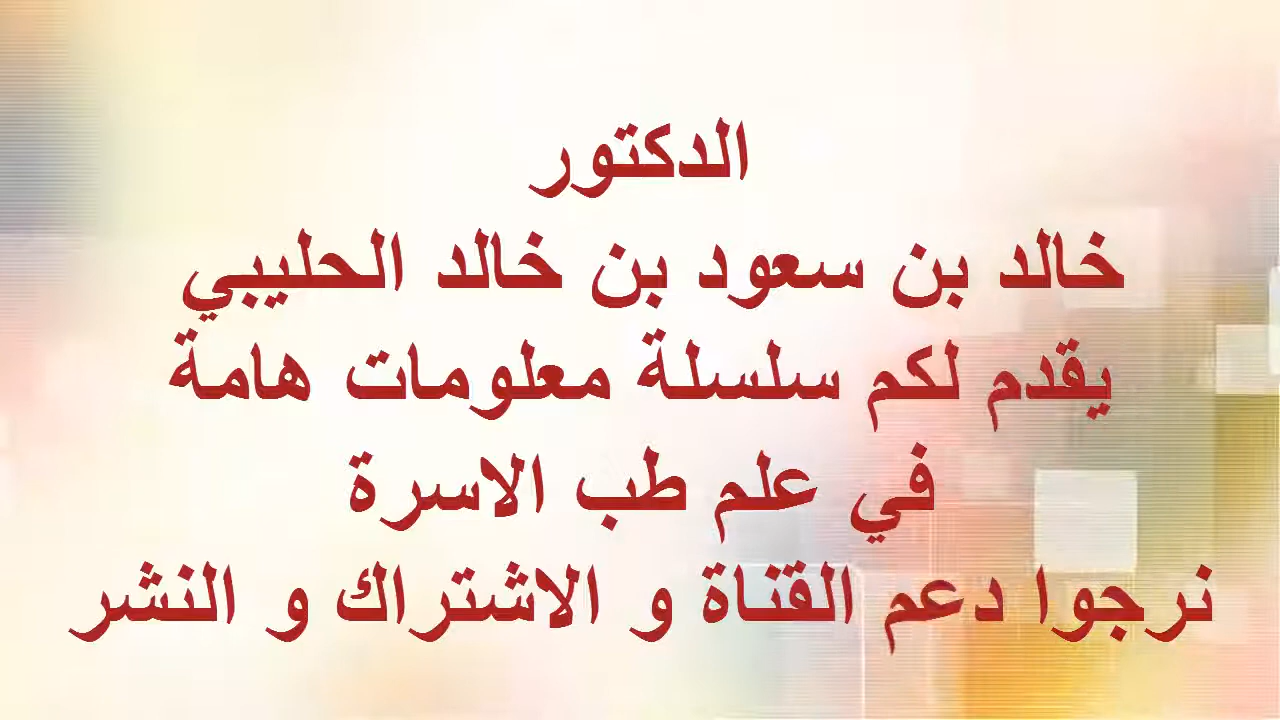 الدكتور
خالد بن سعود بن خالد الحليبي
يقدم لكم سلسلة معلومات هامة
في علم طب الاسرة
نرجوا دعم القناة و الاشتراك و النشر